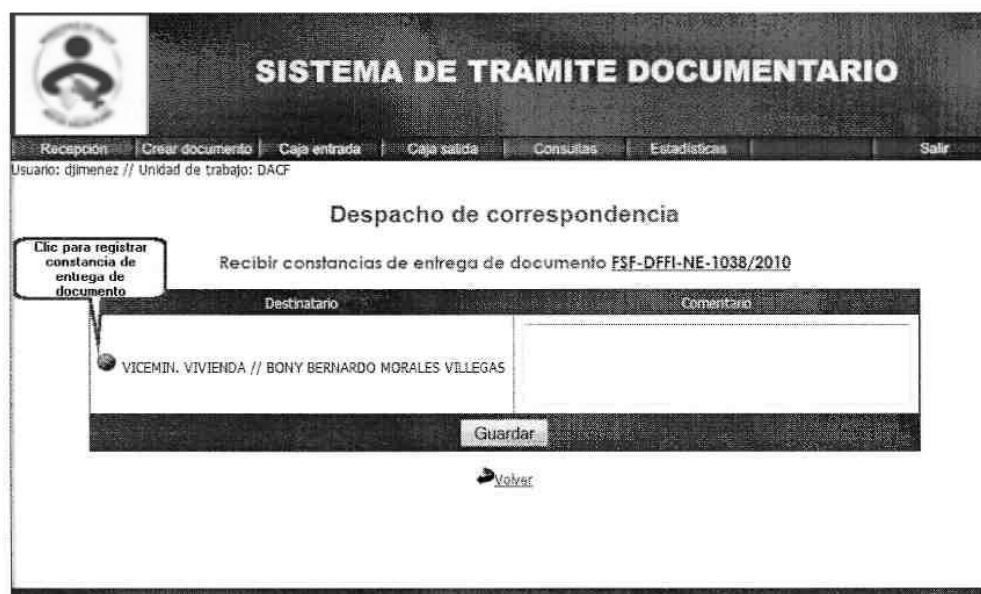 SISTEMA DE TRAMITE DOCUMENTARIO
Recepción Crear documento Caja entrada Caja salida Consultas Estadísticas Salir
Usuario: djimenez // Unidad de trabajo: DACF
Despacho de correspondencia
Clic para registrar
constancia de
entrega de
documento
Recibir constancias de entrega de documento FSF-DFFI-NE-1038/2010
Destinatario Comentario
VICEMIN. VIVIENDA // BONY BERNARDO MORALES VILLEGAS
Guardar
Volver